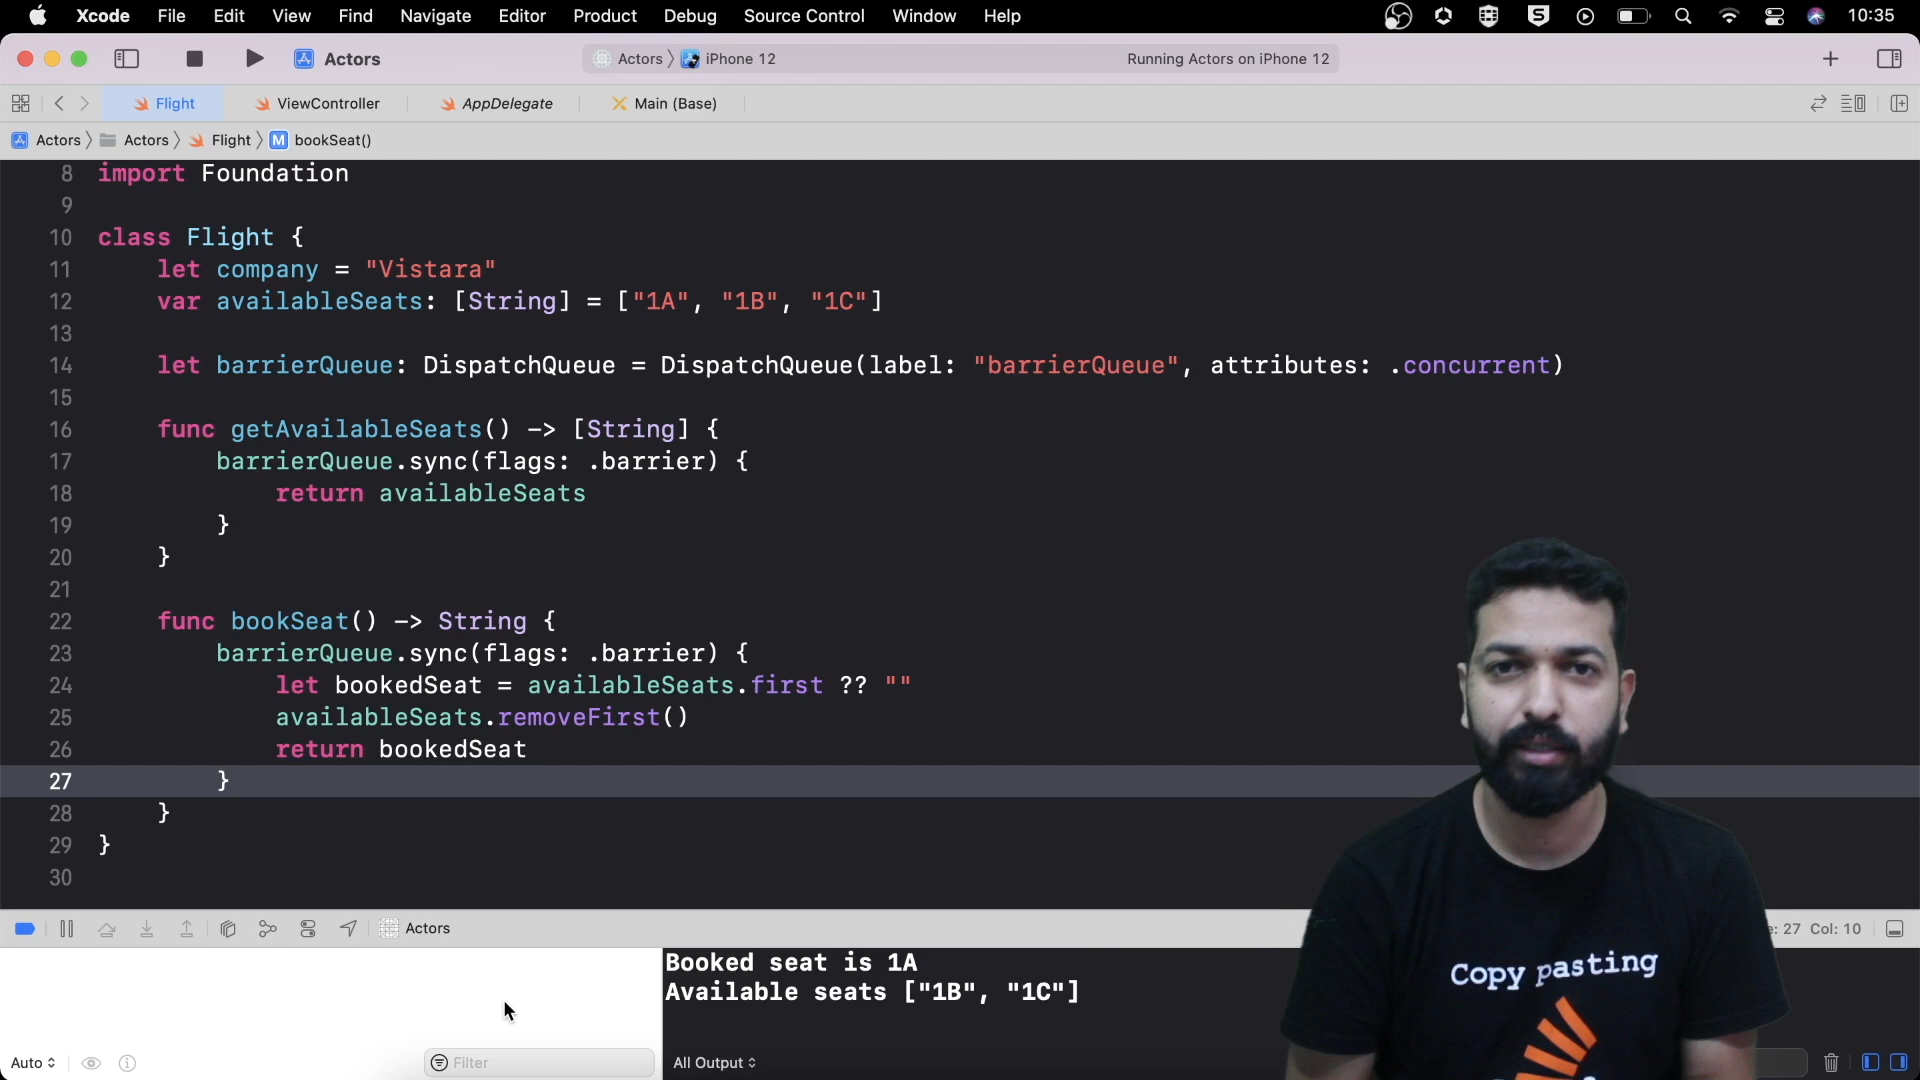 Xcode File Edit View Find Navigate Editor Product Debug Source Control Window Help 10:35
Actors Actors iPhone 12 Running Actors on iPhone 12
Flight ViewController AppDelegate Main (Base)
Actors Actors Flight M bookSeat()
8 import Foundation
9
10 class Flight {
11 let company = "Vistara"
12 var availableSeats: [String] = ["1A", "1B", "1C"]
13
14 let barrierQueue: DispatchQueue = DispatchQueue(label: "barrierQueue", attributes: .concurrent)
15
16 func getAvailableSeats() -> [String] {
17 barrierQueue.sync(flags: .barrier) {
18 return availableSeats
19 }
20 }
21
22 func bookSeat() -> String {
23 barrierQueue.sync(flags: .barrier) {
24 let bookedSeat = availableSeats.first ?? ""
25 availableSeats.removeFirst()
26 return bookedSeat
27 }
28 }
29 }
30
Actors : 27 Col: 10
Booked seat is 1A
Available seats ["1B", "1C"]
Copy pasting
Auto Filter All Output